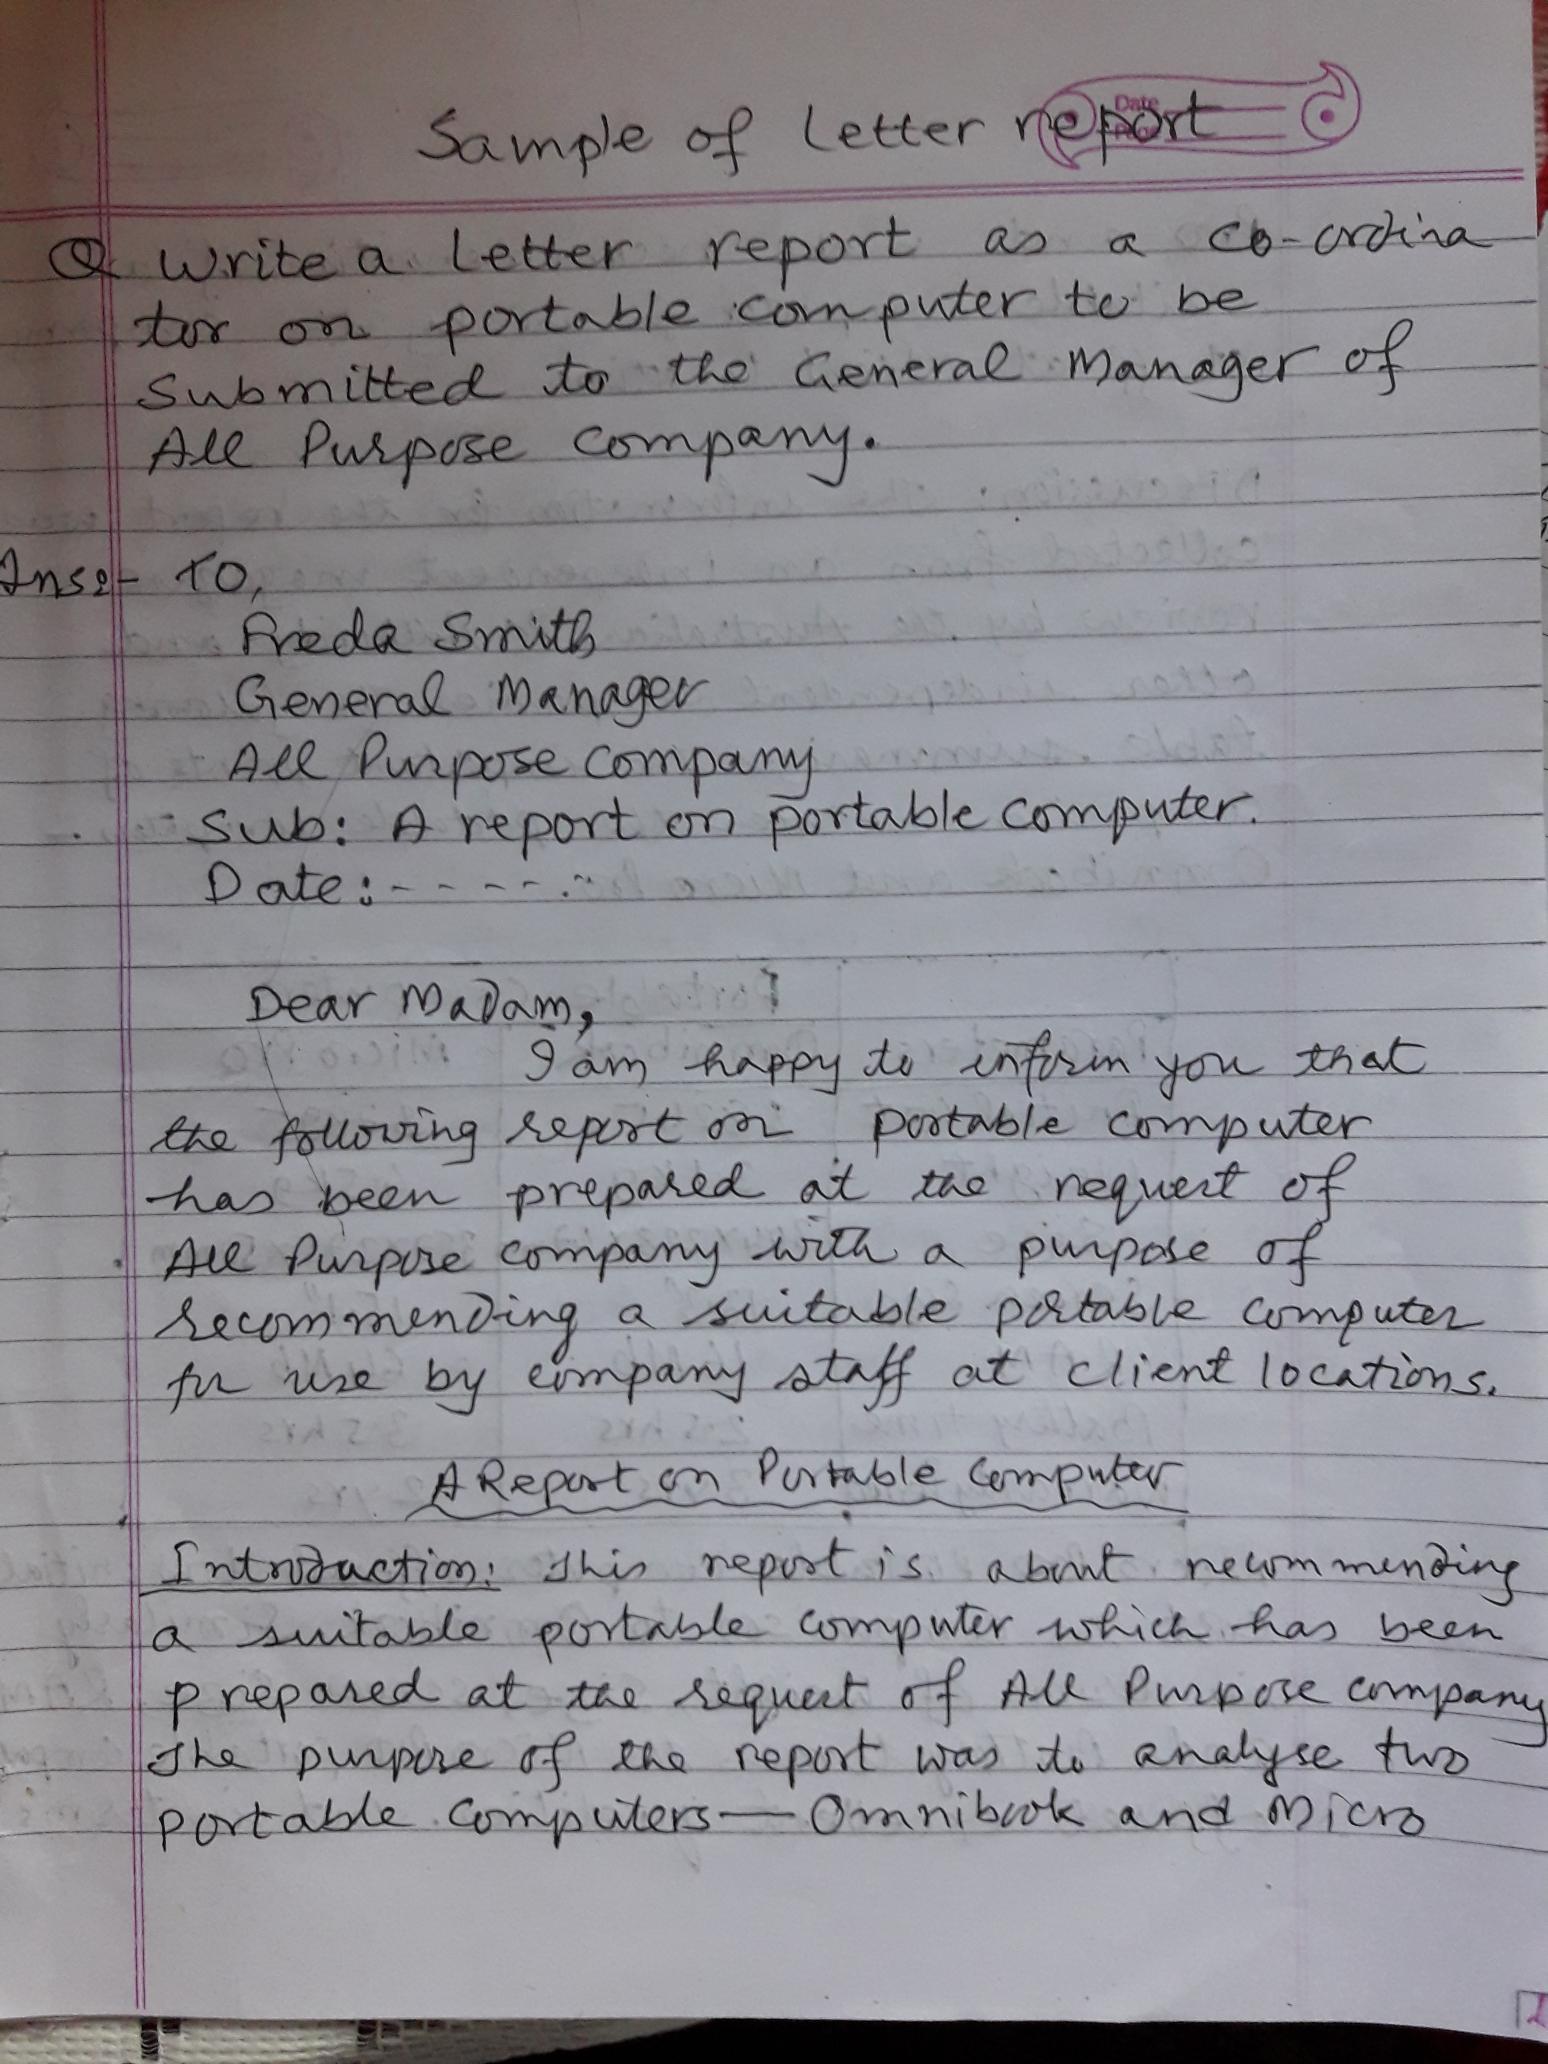 Date
Sample of Letter report
Q Write a Letter report as a co-ordina
tor on portable computer to be
Submitted to the General Manager of
All Purpose Company.
Ans:- TO,
Freda Smith
General Manager
All Purpose Company
Sub: A report on portable computer.
Date:- - - - - ..
Dear Madam,
I am happy to inform you that
the following report on portable computer
has been prepared at the request of
All Purpose company with a purpose of
recommending a suitable portable computer
for use by company staff at client locations.
A Report on Portable Computer
Introduction: This report is about recommending
a suitable portable computer which has been
prepared at the request of All Purpose company
The purpose of the report was to analyse two
portable computers— Omnibook and Micro